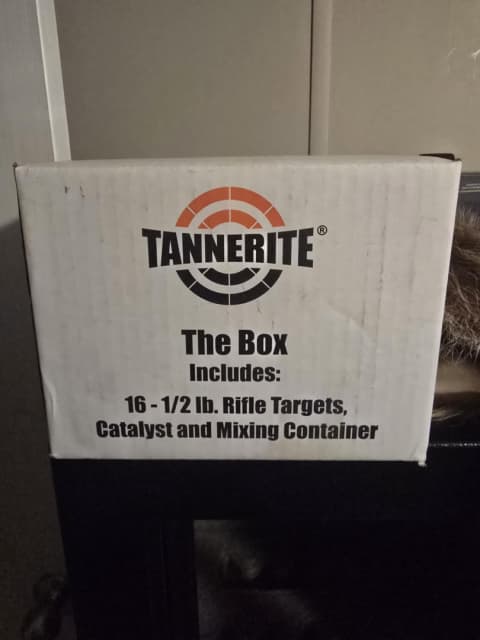 TANNERITE®
The Box
Includes:
16 - 1/2 lb. Rifle Targets,
Catalyst and Mixing Container